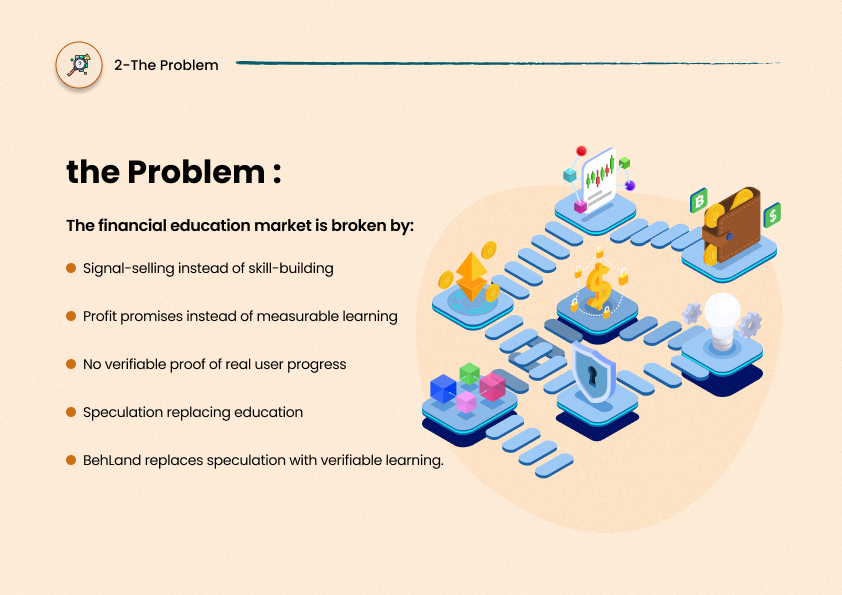 2-The Problem
the Problem :
The financial education market is broken by:
Signal-selling instead of skill-building
Profit promises instead of measurable learning
No verifiable proof of real user progress
Speculation replacing education
BehLand replaces speculation with verifiable learning.
B
$
$